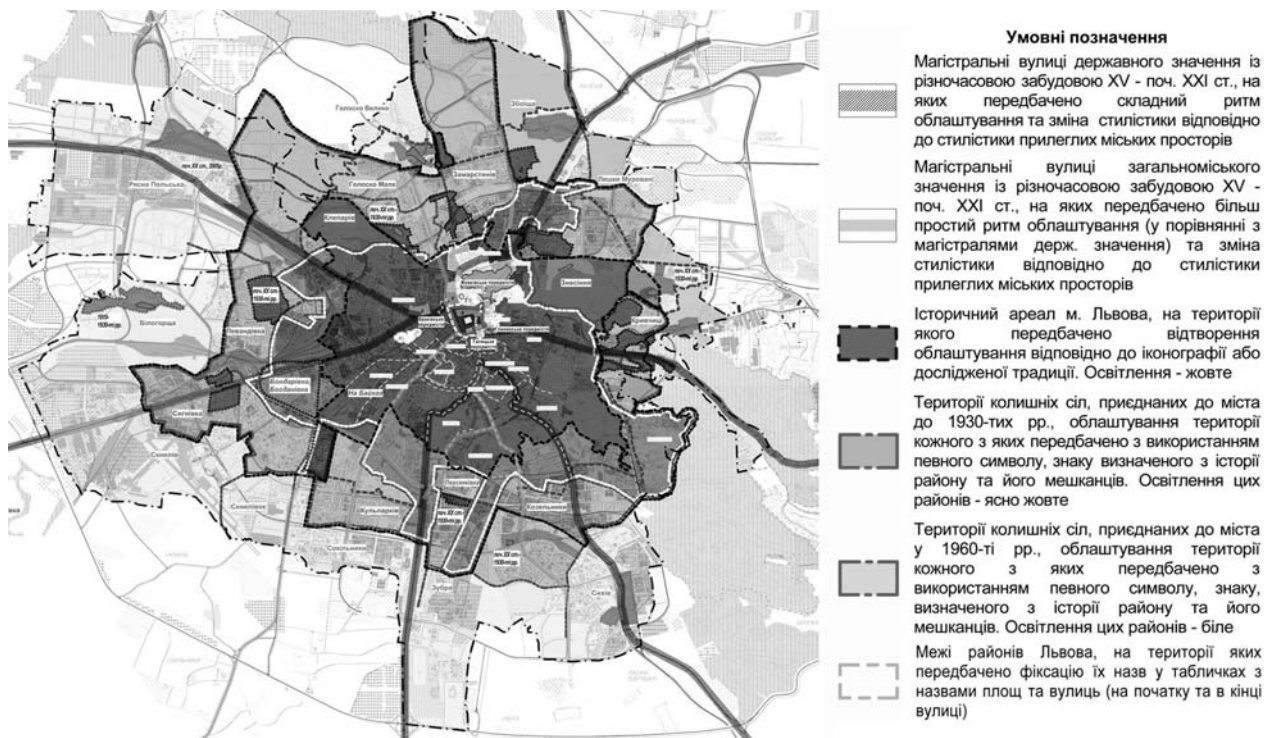 Умовні позначення
Магістральні вулиці державного значення із
різночасовою забудовою XV - поч. XXI ст., на
яких передбачено складний ритм
облаштування та зміна стилістики відповідно
до стилістики прилеглих міських просторів
Магістральні вулиці загальноміського
значення із різночасовою забудовою XV -
поч. XXI ст., на яких передбачено більш
простий ритм облаштування (у порівнянні з
магістралями держ. значення) та зміна
стилістики відповідно до стилістики
прилеглих міських просторів
Історичний ареал м. Львова, на території
якого передбачено відтворення
облаштування відповідно до іконографії або
дослідженої традиції. Освітлення - жовте
Території колишніх сіл, приєднаних до міста
до 1930-тих рр., облаштування території
кожного з яких передбачено з використанням
певного символу, знаку визначеного з історії
району та його мешканців. Освітлення цих
районів - ясно жовте
Території колишніх сіл, приєднаних до міста
у 1960-ті рр., облаштування території
кожного з яких передбачено з
використанням певного символу, знаку,
визначеного з історії району та його
мешканців. Освітлення цих районів - біле
Межі районів Львова, на території яких
передбачено фіксацію їх назв у табличках з
назвами площ та вулиць (на початку та в кінці
вулиці)
Голоско Велике
Збоїща
Рясна Польська
Голоско Мале
Замарстинів
Клепарів
Знесіння
Білогорща
Левандівка
Кривчиці
На Байках
Сигнівка
Скнилів
Скнилівок
Кульпарків
Персенківка
Козельники
Сокільники
Зубра
Сихів